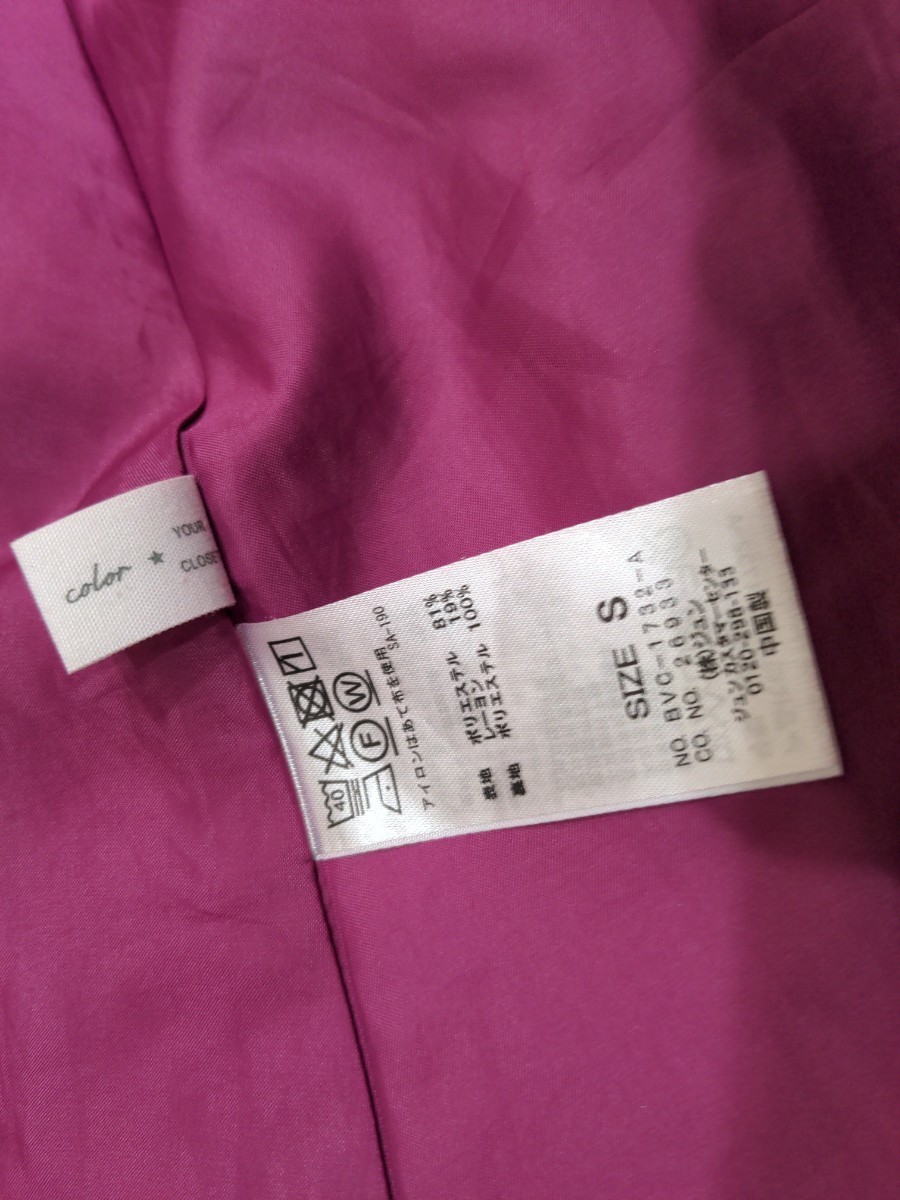 color ★
YOUR
CLOSET
40
F W
アイロンはあて布を使用
SA-190
表地 ポリエステル 81%
レーヨン 19%
裏地 ポリエステル 100%
SIZE S
NO. BVC-1732-A
CO. NO. 26933
(株)ジュン
ジュンカスタマーセンター
0120-298-133
中国製